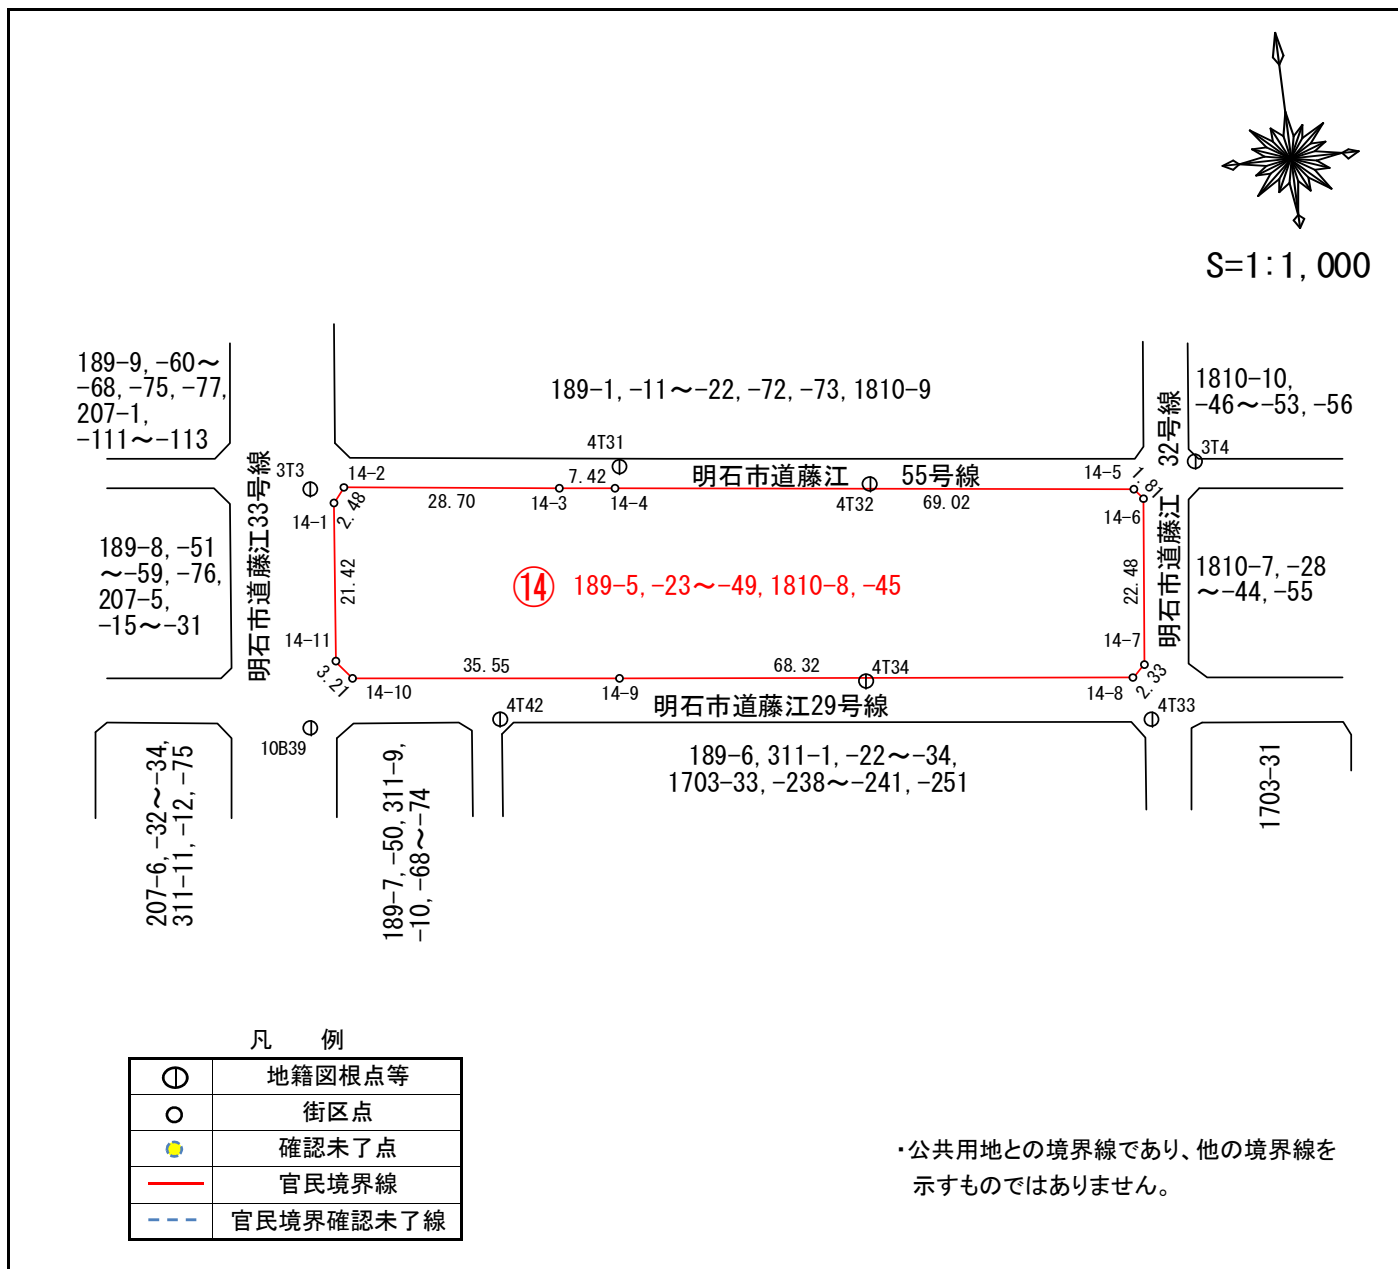 S=1:1,000
189-9,-60～
-68,-75,-77,
207-1,
-111～-113
189-1,-11～-22,-72,-73,1810-9
1810-10,
-46～-53,-56
明石市道藤江33号線
明石市道藤江 55号線
明石市道藤江 32号線
3T3
14-2
4T31
7.42
14-5
1.81
3T4
14-1
2.48
28.70
14-3
14-4
4T32
69.02
14-6
189-8,-51
～-59,-76,
207-5,
-15～-31
21.42
⑭ 189-5,-23～-49,1810-8,-45
22.48
1810-7,-28
～-44,-55
14-11
3.21
35.55
68.32
4T34
14-7
2.33
14-10
14-9
14-8
4T42
明石市道藤江29号線
4T33
10B39
207-6,-32～-34,
311-11,-12,-75
189-7,-50,311-9,
-10,-68～-74
189-6,311-1,-22～-34,
1703-33,-238～-241,-251
1703-31
凡 例
地籍図根点等
街区点
確認未了点
官民境界線
官民境界確認未了線
・公共用地との境界線であり、他の境界線を
示すものではありません。